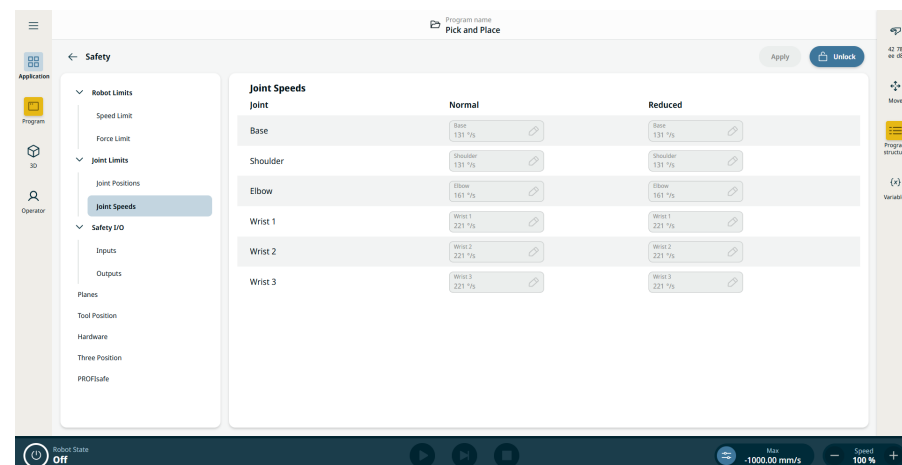 Program name
Pick and Place
Safety
Apply
Unlock
Application
Program
3D
Operator
Robot Limits
Speed Limit
Force Limit
Joint Limits
Joint Positions
Joint Speeds
Safety I/O
Inputs
Outputs
Planes
Tool Position
Hardware
Three Position
PROFIsafe
Joint Speeds
Joint Normal Reduced
Base Base 131 °/s Base 131 °/s
Shoulder Shoulder 131 °/s Shoulder 131 °/s
Elbow Elbow 161 °/s Elbow 161 °/s
Wrist 1 Wrist 1 221 °/s Wrist 1 221 °/s
Wrist 2 Wrist 2 221 °/s Wrist 2 221 °/s
Wrist 3 Wrist 3 221 °/s Wrist 3 221 °/s
42 78
ee
Move
structu
{x}
Robot State
Off
Max
-1000.00 mm/s
Speed
100 %